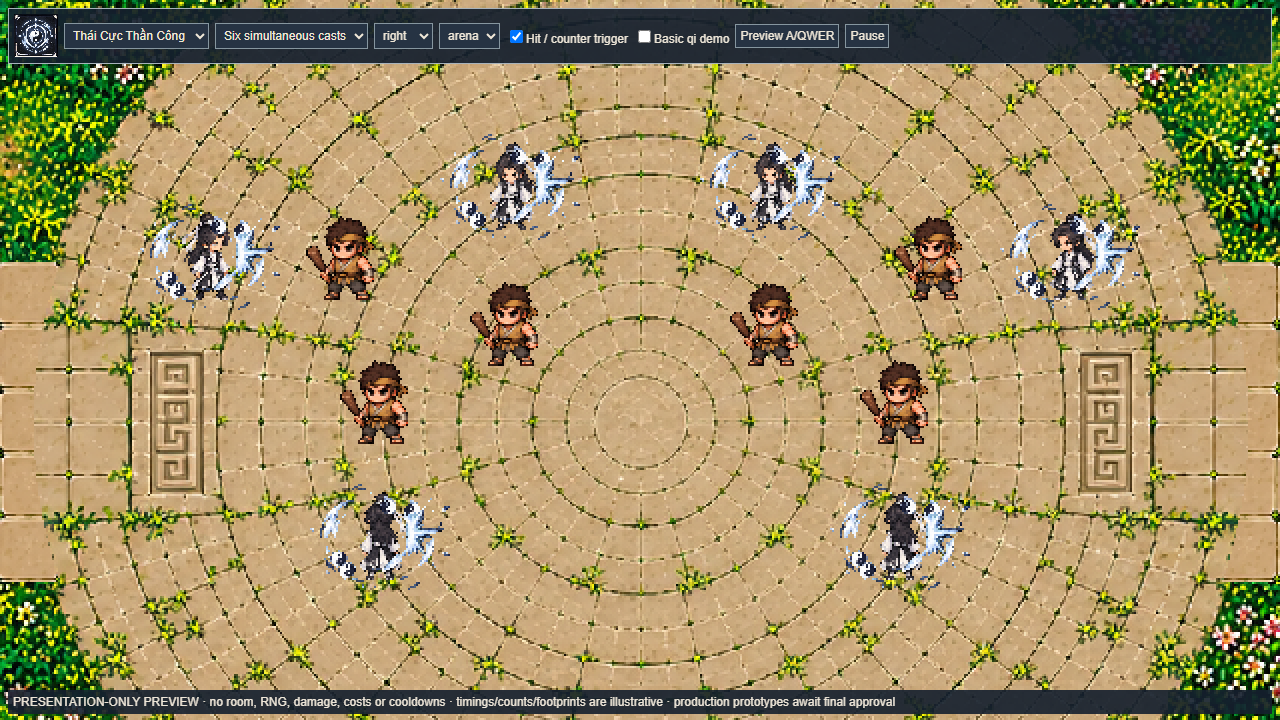 Thái Cực Thần Công Six simultaneous casts right arena Hit / counter trigger Basic qi demo Preview A/QWER Pause
PRESENTATION-ONLY PREVIEW · no room, RNG, damage, costs or cooldowns · timings/counts/footprints are illustrative · production prototypes await final approval